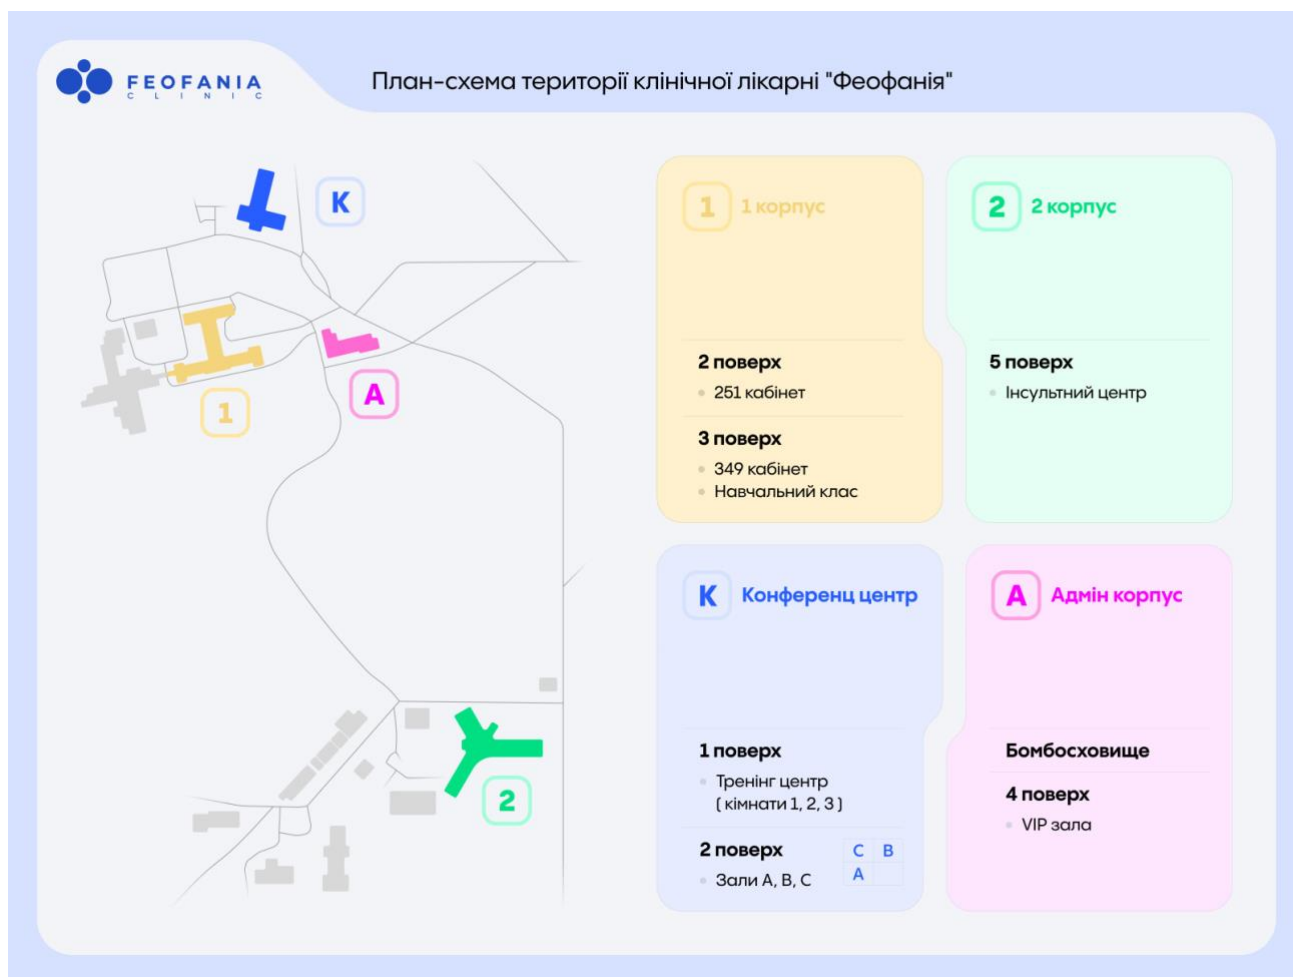 FEOFANIA
CLINIC
План-схема території клінічної лікарні "Феофанія"
К
А
1
2
1 1 корпус
2 поверх
251 кабінет
3 поверх
349 кабінет
Навчальний клас
2 2 корпус
5 поверх
Інсультний центр
К Конференц центр
1 поверх
Тренінг центр
( кімнати 1, 2, 3 )
2 поверх
Зали А, В, С
С В
А
А Адмін корпус
Бомбосховище
4 поверх
VIP зала